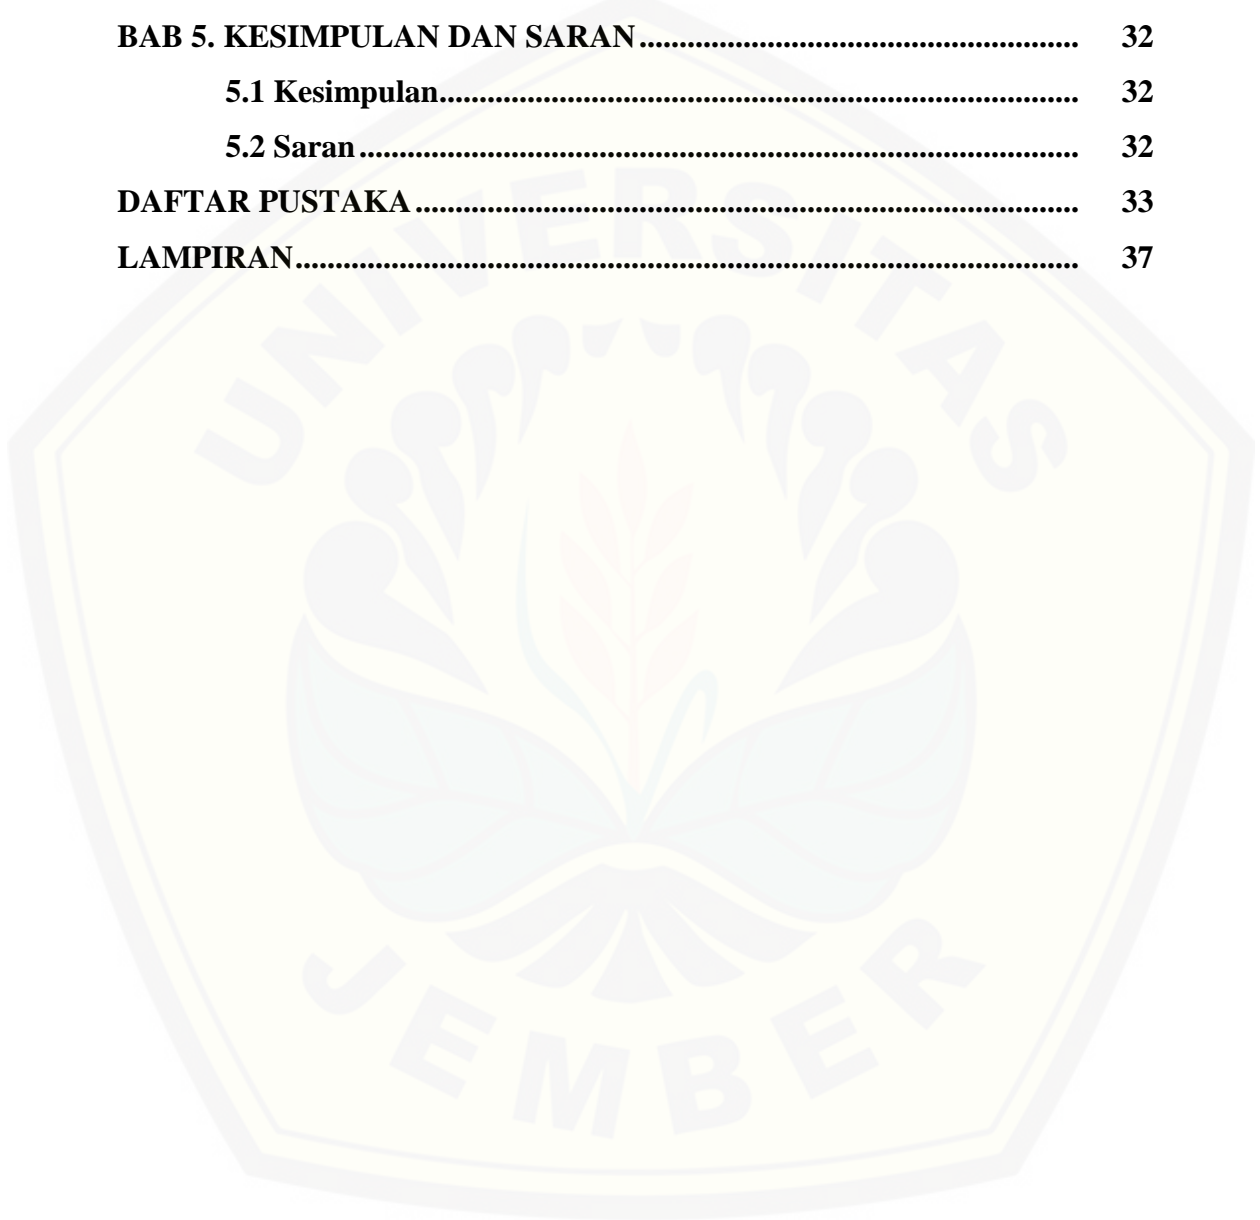 BAB 5. KESIMPULAN DAN SARAN ....................................................... 32
5.1 Kesimpulan................................................................................ 32
5.2 Saran .......................................................................................... 32
DAFTAR PUSTAKA ................................................................................... 33
LAMPIRAN.................................................................................................. 37
UNIVERSITAS
JEMBER